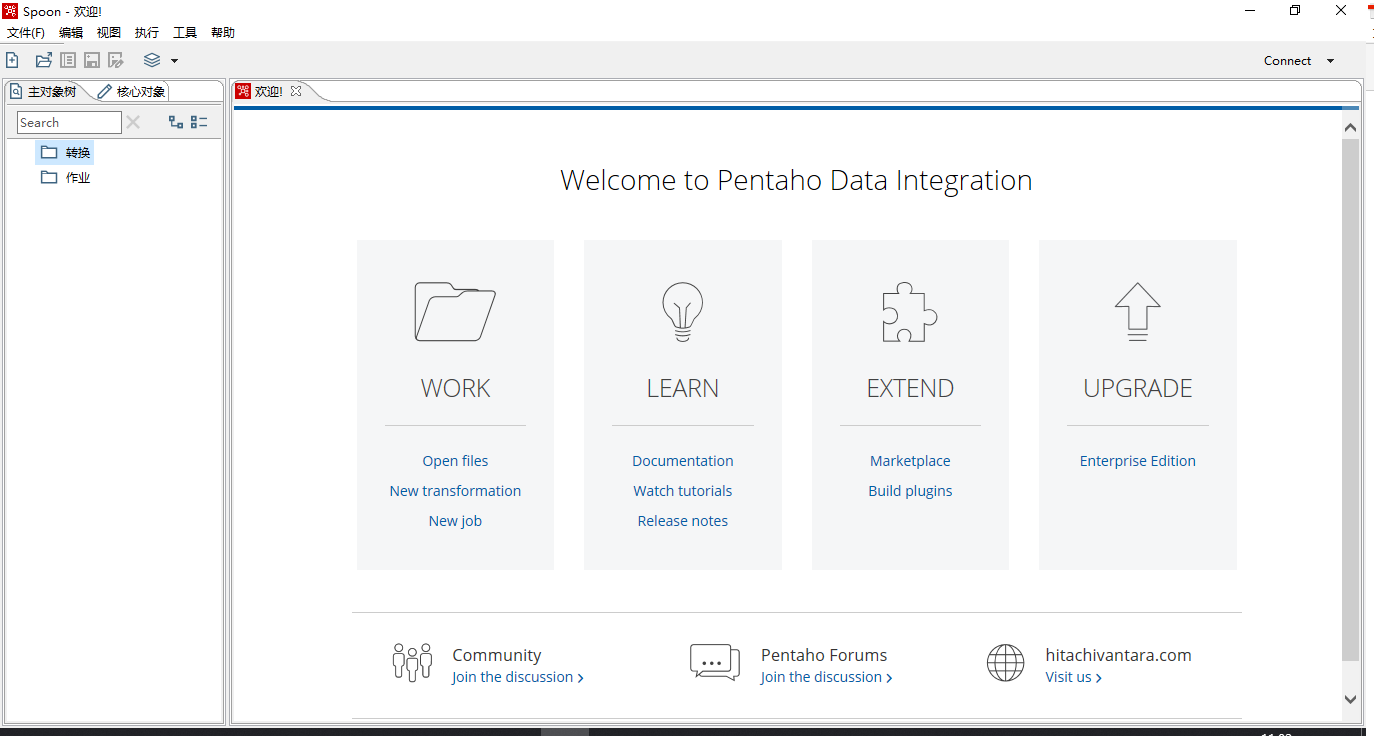 Spoon - 欢迎!
文件(F) 编辑 视图 执行 工具 帮助
Connect
主对象树 核心对象
欢迎!
Search
转换
作业
Welcome to Pentaho Data Integration
WORK
Open files
New transformation
New job
LEARN
Documentation
Watch tutorials
Release notes
EXTEND
Marketplace
Build plugins
UPGRADE
Enterprise Edition
Community
Join the discussion
Pentaho Forums
Join the discussion
hitachivantara.com
Visit us